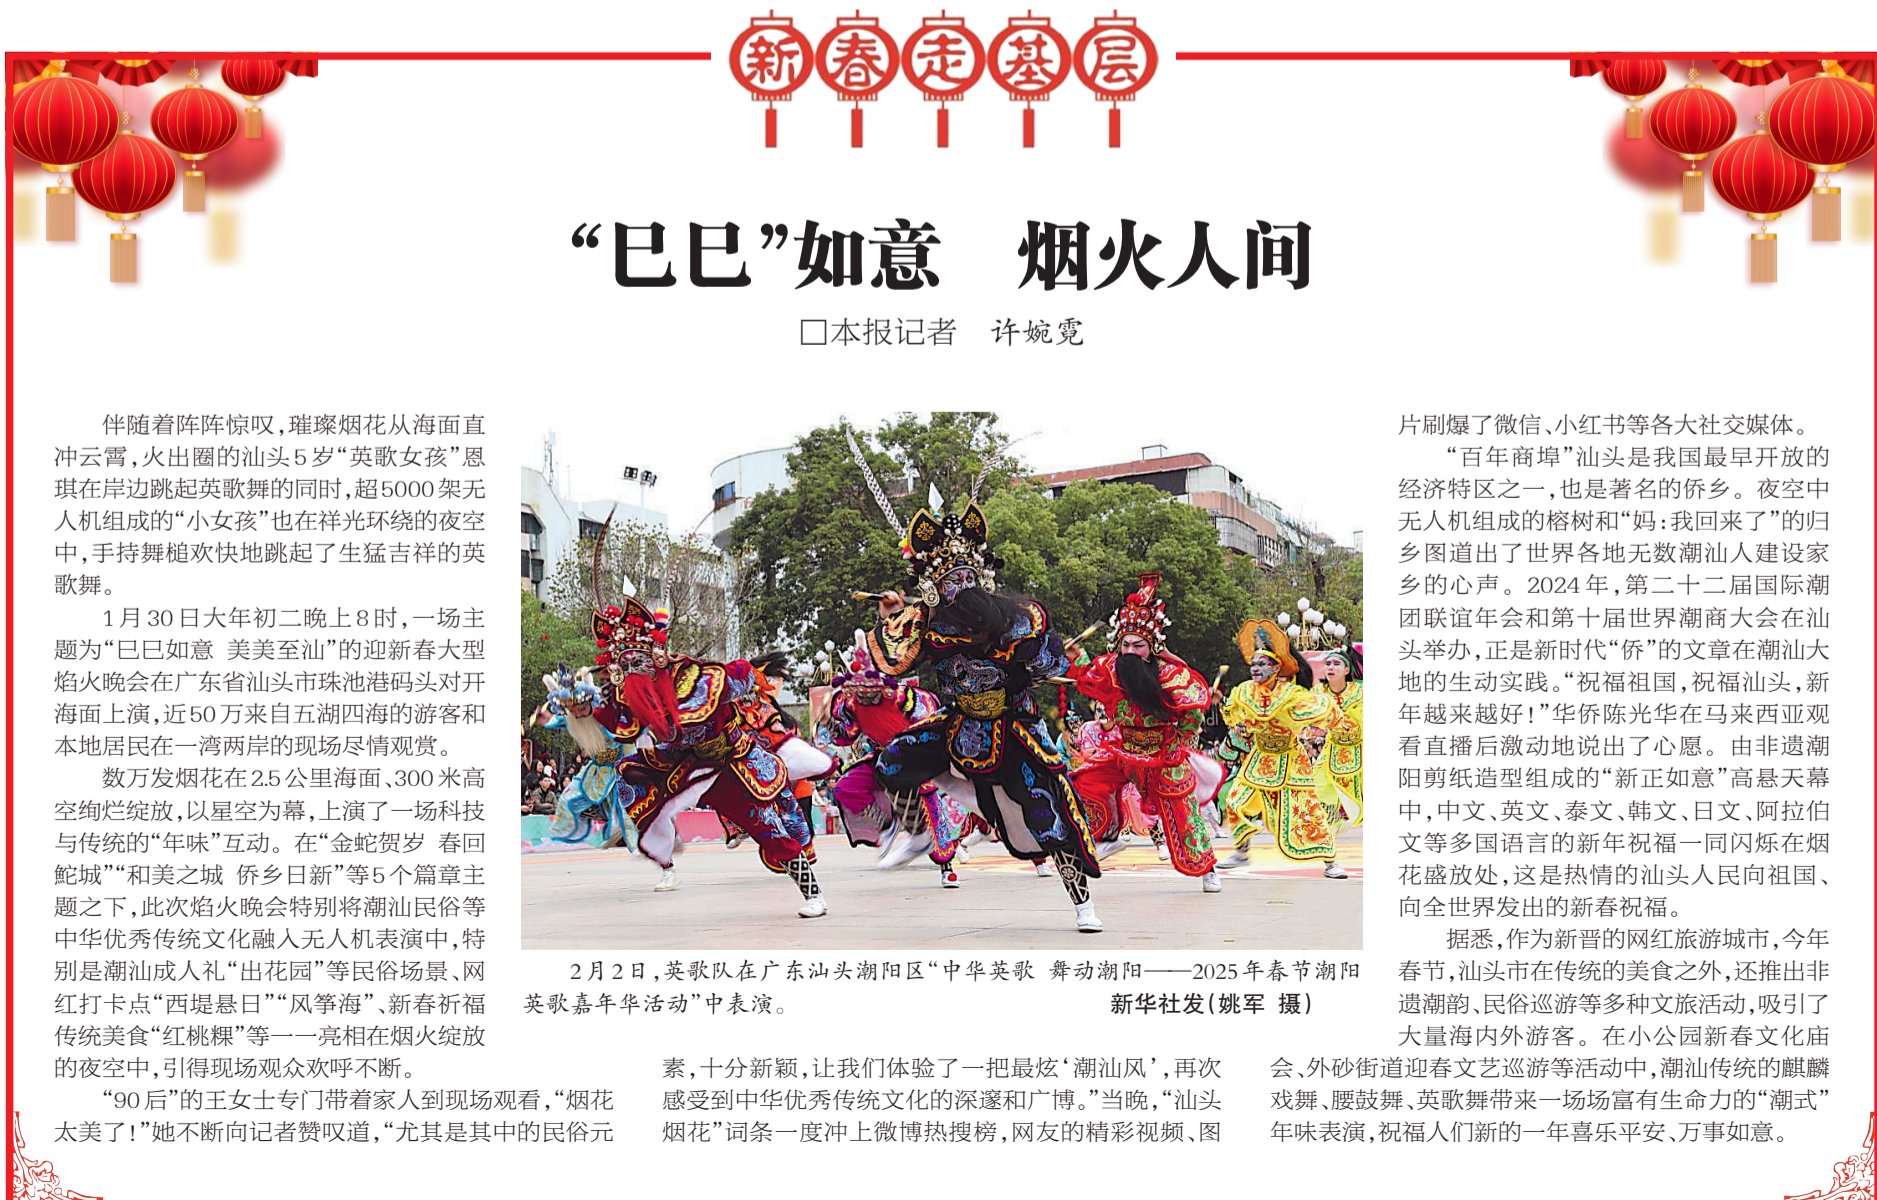 新春走基层
“巳巳”如意　烟火人间
□本报记者　许婉霓
伴随着阵阵惊叹，璀璨烟花从海面直
冲云霄，火出圈的汕头5岁“英歌女孩”恩
琪在岸边跳起英歌舞的同时，超5000架无
人机组成的“小女孩”也在祥光环绕的夜空
中，手持舞槌欢快地跳起了生猛吉祥的英
歌舞。
1月30日大年初二晚上8时，一场主
题为“巳巳如意 美美至汕”的迎新春大型
焰火晚会在广东省汕头市珠池港码头对开
海面上演，近50万来自五湖四海的游客和
本地居民在一湾两岸的现场尽情观赏。
数万发烟花在2.5公里海面、300米高
空绚烂绽放，以星空为幕，上演了一场科技
与传统的“年味”互动。在“金蛇贺岁 春回
鮀城”“和美之城 侨乡日新”等5个篇章主
题之下，此次焰火晚会特别将潮汕民俗等
中华优秀传统文化融入无人机表演中，特
别是潮汕成人礼“出花园”等民俗场景、网
红打卡点“西堤悬日”“风筝海”、新春祈福
传统美食“红桃粿”等一一亮相在烟火绽放
的夜空中，引得现场观众欢呼不断。
“90后”的王女士专门带着家人到现场观看，“烟花
太美了！”她不断向记者赞叹道，“尤其是其中的民俗元
2月2日，英歌队在广东汕头潮阳区“中华英歌 舞动潮阳——2025年春节潮阳
英歌嘉年华活动”中表演。　新华社发（姚军 摄）
素，十分新颖，让我们体验了一把最炫‘潮汕风’，再次
感受到中华优秀传统文化的深邃和广博。”当晚，“汕头
烟花”词条一度冲上微博热搜榜，网友的精彩视频、图
片刷爆了微信、小红书等各大社交媒体。
“百年商埠”汕头是我国最早开放的
经济特区之一，也是著名的侨乡。夜空中
无人机组成的榕树和“妈：我回来了”的归
乡图道出了世界各地无数潮汕人建设家
乡的心声。2024年，第二十二届国际潮
团联谊年会和第十届世界潮商大会在汕
头举办，正是新时代“侨”的文章在潮汕大
地的生动实践。“祝福祖国，祝福汕头，新
年越来越好！”华侨陈光华在马来西亚观
看直播后激动地说出了心愿。由非遗潮
阳剪纸造型组成的“新正如意”高悬天幕
中，中文、英文、泰文、韩文、日文、阿拉伯
文等多国语言的新年祝福一同闪烁在烟
花盛放处，这是热情的汕头人民向祖国、
向全世界发出的新春祝福。
据悉，作为新晋的网红旅游城市，今年
春节，汕头市在传统的美食之外，还推出非
遗潮韵、民俗巡游等多种文旅活动，吸引了
大量海内外游客。在小公园新春文化庙
会、外砂街道迎春文艺巡游等活动中，潮汕传统的麒麟
戏舞、腰鼓舞、英歌舞带来一场场富有生命力的“潮式”
年味表演，祝福人们新的一年喜乐平安、万事如意。